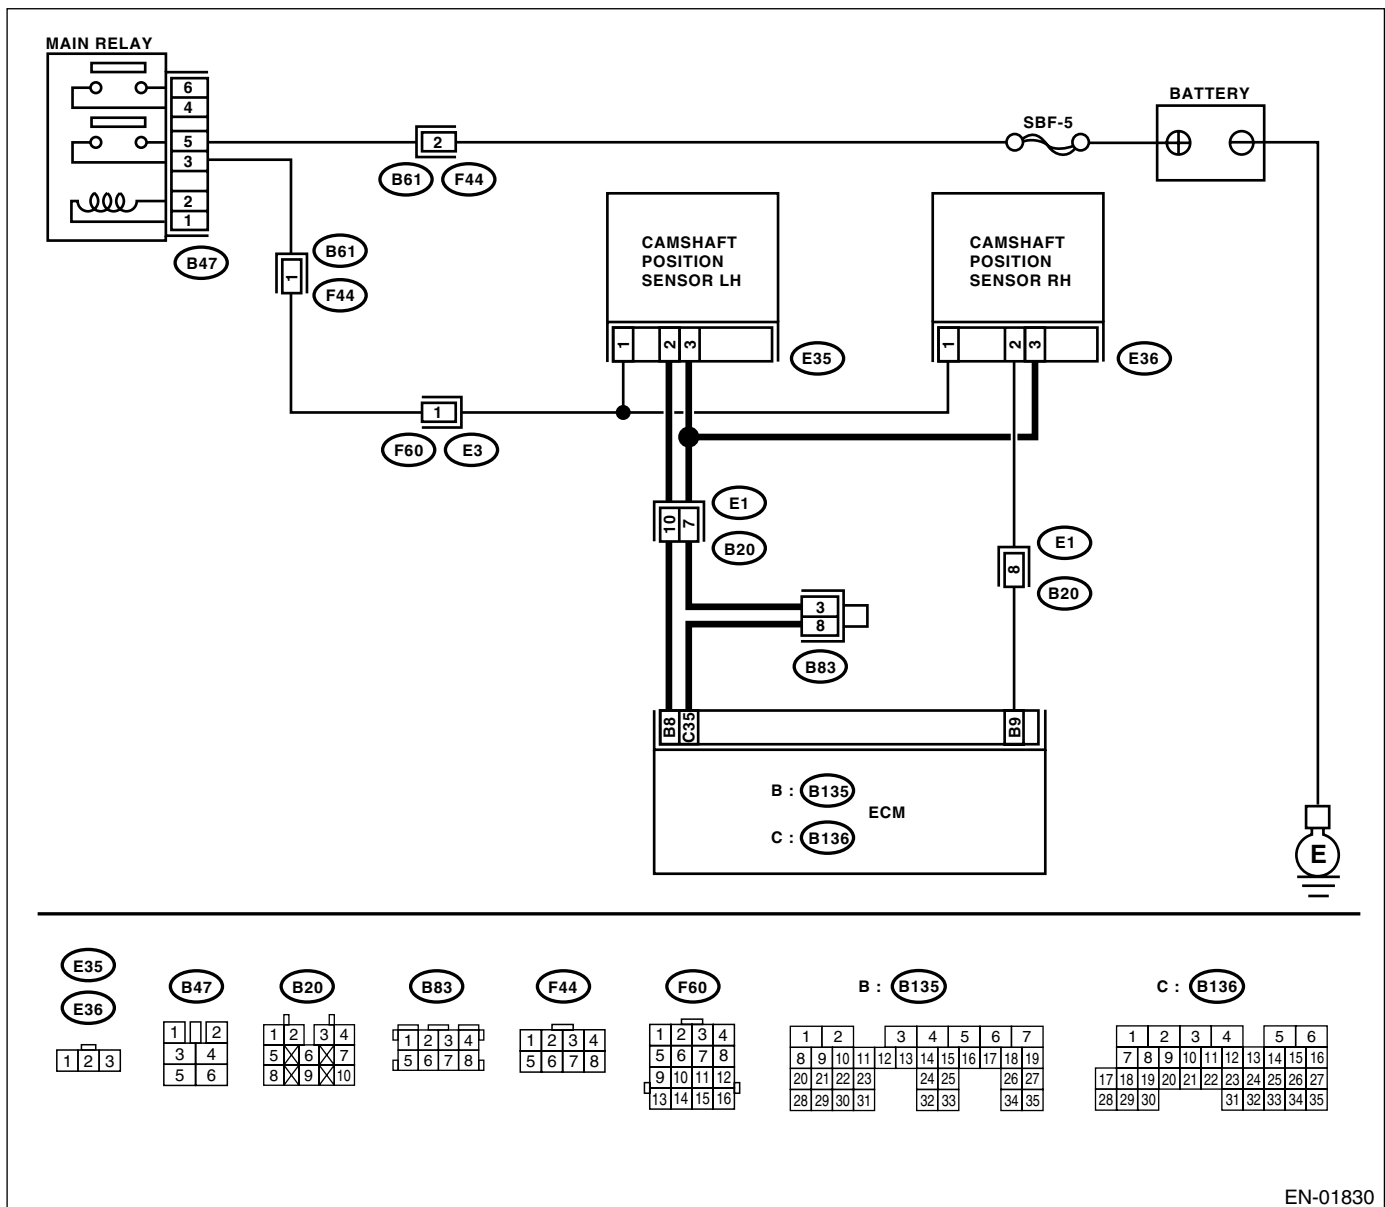 MAIN RELAY
6
4
5
3
2
1
B47
2
B61 F44
SBF-5
BATTERY
B61
1
F44
CAMSHAFT
POSITION
SENSOR LH
1 2 3
E35
CAMSHAFT
POSITION
SENSOR RH
1 2 3
E36
1
F60 E3
10 7
E1
B20
8
E1
B20
3
8
B83
B8 C35 B9
B : B135
ECM
C : B136
E
E35
E36
1 2 3
B47
1 2
3 4
5 6
B20
1 2 3 4
5 6 7
8 9 10
B83
1 2 3 4
5 6 7 8
F44
1 2 3 4
5 6 7 8
F60
1 2 3 4
5 6 7 8
9 10 11 12
13 14 15 16
B : B135
1 2 3 4 5 6 7
8 9 10 11 12 13 14 15 16 17 18 19
20 21 22 23 24 25 26 27
28 29 30 31 32 33 34 35
C : B136
1 2 3 4 5 6
7 8 9 10 11 12 13 14 15 16
17 18 19 20 21 22 23 24 25 26 27
28 29 30 31 32 33 34 35
EN-01830